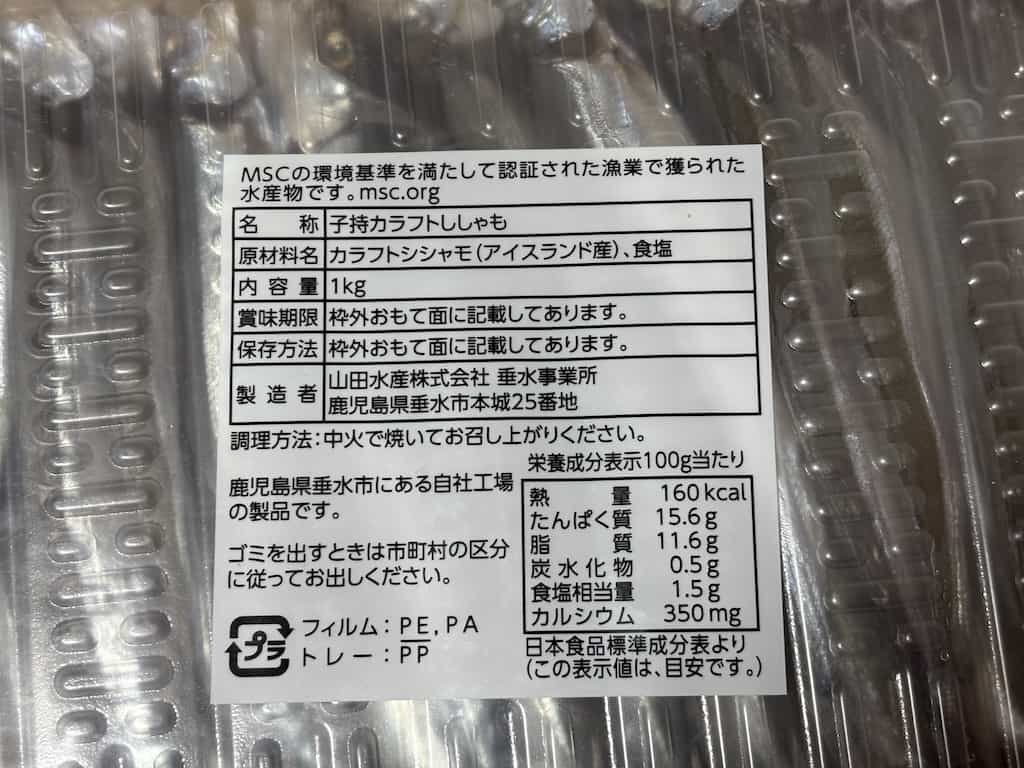 MSCの環境基準を満たして認証された漁業で獲られた
水産物です。msc.org
名 称 子持カラフトししゃも
原材料名 カラフトシシャモ(アイスランド産)、食塩
内容量 1kg
賞味期限 枠外おもて面に記載してあります。
保存方法 枠外おもて面に記載してあります。
製造者 山田水産株式会社 垂水事業所
鹿児島県垂水市本城25番地
調理方法:中火で焼いてお召し上がりください。
鹿児島県垂水市にある自社工場
の製品です。
ゴミを出すときは市町村の区分
に従ってお出しください。
プラ
フィルム:PE,PA
トレー:PP
栄養成分表示100g当たり
熱量 160kcal
たんぱく質 15.6g
脂質 11.6g
炭水化物 0.5g
食塩相当量 1.5g
カルシウム 350mg
日本食品標準成分表より
(この表示値は、目安です。)